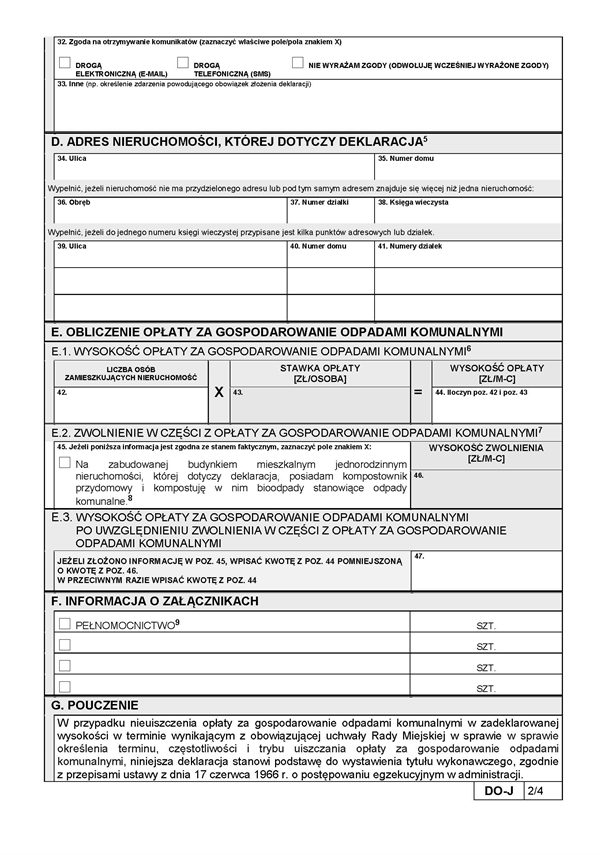 32. Zgoda na otrzymywanie komunikatów (zaznaczyć właściwe pole/pola znakiem X)
DROGĄ
ELEKTRONICZNĄ (E-MAIL)
DROGĄ
TELEFONICZNĄ (SMS)
NIE WYRAŻAM ZGODY (ODWOŁUJĘ WCZEŚNIEJ WYRAŻONE ZGODY)
33. Inne (np. określenie zdarzenia powodującego obowiązek złożenia deklaracji)
D. ADRES NIERUCHOMOŚCI, KTÓREJ DOTYCZY DEKLARACJA5
34. Ulica
35. Numer domu
Wypełnić, jeżeli nieruchomość nie ma przydzielonego adresu lub pod tym samym adresem znajduje się więcej niż jedna nieruchomość:
36. Obręb
37. Numer działki
38. Księga wieczysta
Wypełnić, jeżeli do jednego numeru księgi wieczystej przypisane jest kilka punktów adresowych lub działek.
39. Ulica
40. Numer domu
41. Numery działek
E. OBLICZENIE OPŁATY ZA GOSPODAROWANIE ODPADAMI KOMUNALNYMI
E.1. WYSOKOŚĆ OPŁATY ZA GOSPODAROWANIE ODPADAMI KOMUNALNYMI6
LICZBA OSÓB
ZAMIESZKUJĄCYCH NIERUCHOMOŚĆ
STAWKA OPŁATY
[ZŁ/OSOBA]
WYSOKOŚĆ OPŁATY
[ZŁ/M-C]
42.
X
43.
=
44. Iloczyn poz. 42 i poz. 43
E.2. ZWOLNIENIE W CZĘŚCI Z OPŁATY ZA GOSPODAROWANIE ODPADAMI KOMUNALNYMI7
45. Jeżeli poniższa informacja jest zgodna ze stanem faktycznym, zaznaczyć pole znakiem X:
WYSOKOŚĆ ZWOLNIENIA
[ZŁ/M-C]
Na zabudowanej budynkiem mieszkalnym jednorodzinnym
nieruchomości, której dotyczy deklaracja, posiadam kompostownik
przydomowy i kompostuję w nim bioodpady stanowiące odpady
komunalne.8
46.
E.3. WYSOKOŚĆ OPŁATY ZA GOSPODAROWANIE ODPADAMI KOMUNALNYMI
PO UWZGLĘDNIENIU ZWOLNIENIA W CZĘŚCI Z OPŁATY ZA GOSPODAROWANIE
ODPADAMI KOMUNALNYMI
JEŻELI ZŁOŻONO INFORMACJĘ W POZ. 45, WPISAĆ KWOTĘ Z POZ. 44 POMNIEJSZONĄ
O KWOTĘ Z POZ. 46.
W PRZECIWNYM RAZIE WPISAĆ KWOTĘ Z POZ. 44
47.
F. INFORMACJA O ZAŁĄCZNIKACH
PEŁNOMOCNICTWO9
SZT.
SZT.
SZT.
SZT.
G. POUCZENIE
W przypadku nieuiszczenia opłaty za gospodarowanie odpadami komunalnymi w zadeklarowanej
wysokości w terminie wynikającym z obowiązującej uchwały Rady Miejskiej w sprawie w sprawie
określenia terminu, częstotliwości i trybu uiszczania opłaty za gospodarowanie odpadami
komunalnymi, niniejsza deklaracja stanowi podstawę do wystawienia tytułu wykonawczego, zgodnie
z przepisami ustawy z dnia 17 czerwca 1966 r. o postępowaniu egzekucyjnym w administracji.
DO-J
2/4